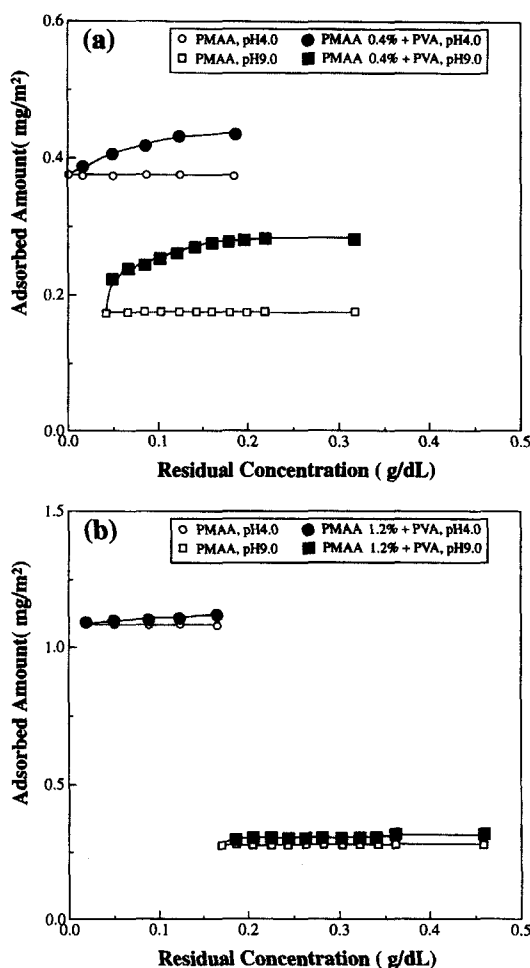 (a)
○ PMAA, pH4.0 ● PMAA 0.4% + PVA, pH4.0
□ PMAA, pH9.0 ■ PMAA 0.4% + PVA, pH9.0
0.6
0.4
0.2
0.0
Adsorbed Amount( mg/m²)
0.0 0.1 0.2 0.3 0.4 0.5
Residual Concentration ( g/dL)
(b)
○ PMAA, pH4.0 ● PMAA 1.2% + PVA, pH4.0
□ PMAA, pH9.0 ■ PMAA 1.2% + PVA, pH9.0
1.5
1.0
0.5
0.0
Adsorbed Amount( mg/m²)
0.0 0.1 0.2 0.3 0.4 0.5
Residual Concentration ( g/dL)